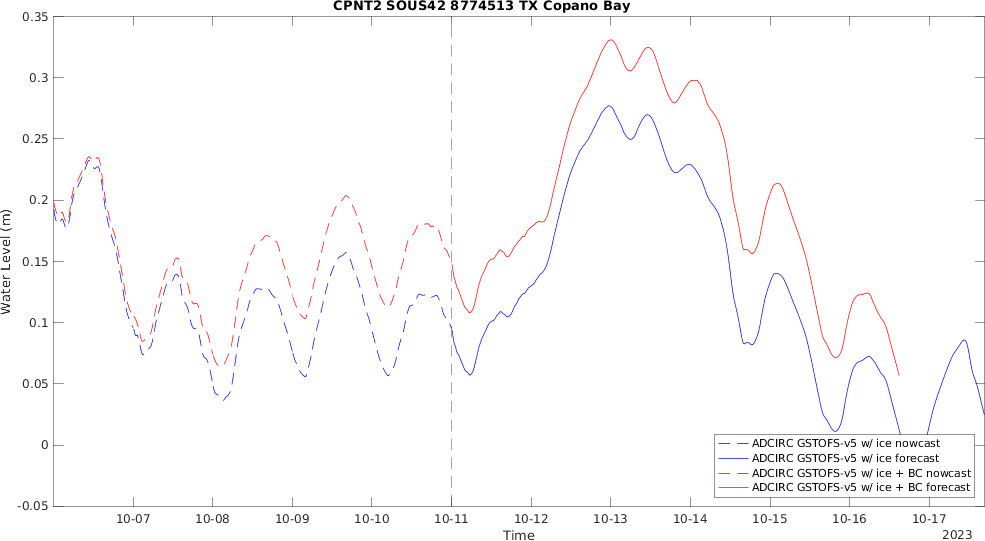 CPNT2 SOUS42 8774513 TX Copano Bay
0.35
0.3
0.25
0.2
0.15
0.1
0.05
0
-0.05
Water Level (m)
ADCIRC GSTOFS-v5 w/ ice nowcast
ADCIRC GSTOFS-v5 w/ ice forecast
ADCIRC GSTOFS-v5 w/ ice + BC nowcast
ADCIRC GSTOFS-v5 w/ ice + BC forecast
10-07 10-08 10-09 10-10 10-11 10-12 10-13 10-14 10-15 10-16 10-17
Time
2023